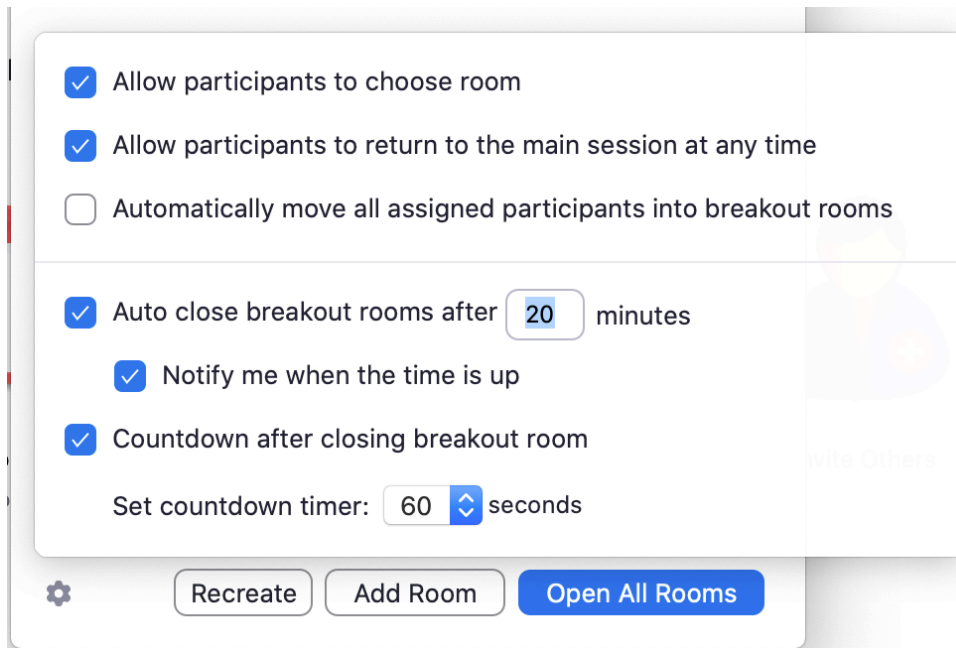 Allow participants to choose room
Allow participants to return to the main session at any time
Automatically move all assigned participants into breakout rooms
Auto close breakout rooms after 20 minutes
Notify me when the time is up
Countdown after closing breakout room
Invite Others
Set countdown timer: 60 seconds
Recreate Add Room Open All Rooms